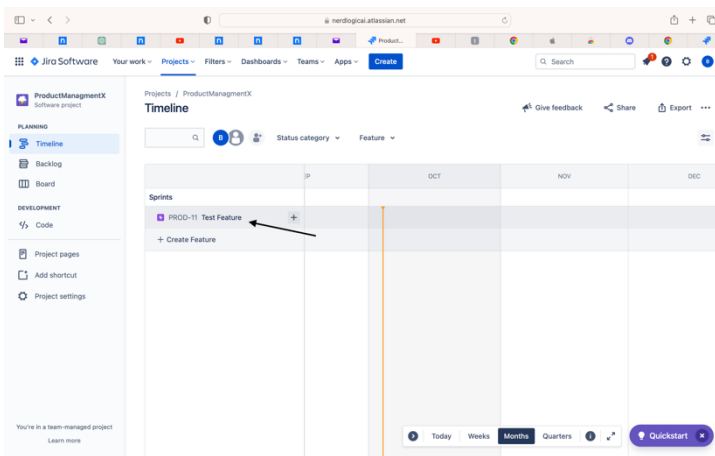 nerdlogicai.atlassian.net
Product...
Jira Software
Your work
Projects
Filters
Dashboards
Teams
Apps
Create
Search
ProductManagmentX
Software project
PLANNING
Timeline
Backlog
Board
DEVELOPMENT
Code
Project pages
Add shortcut
Project settings
You're in a team-managed project
Learn more
Projects / ProductManagmentX
Timeline
Give feedback
Share
Export
B
Status category
Feature
EP
OCT
NOV
DEC
Sprints
PROD-11 Test Feature
+ Create Feature
Today
Weeks
Months
Quarters
Quickstart